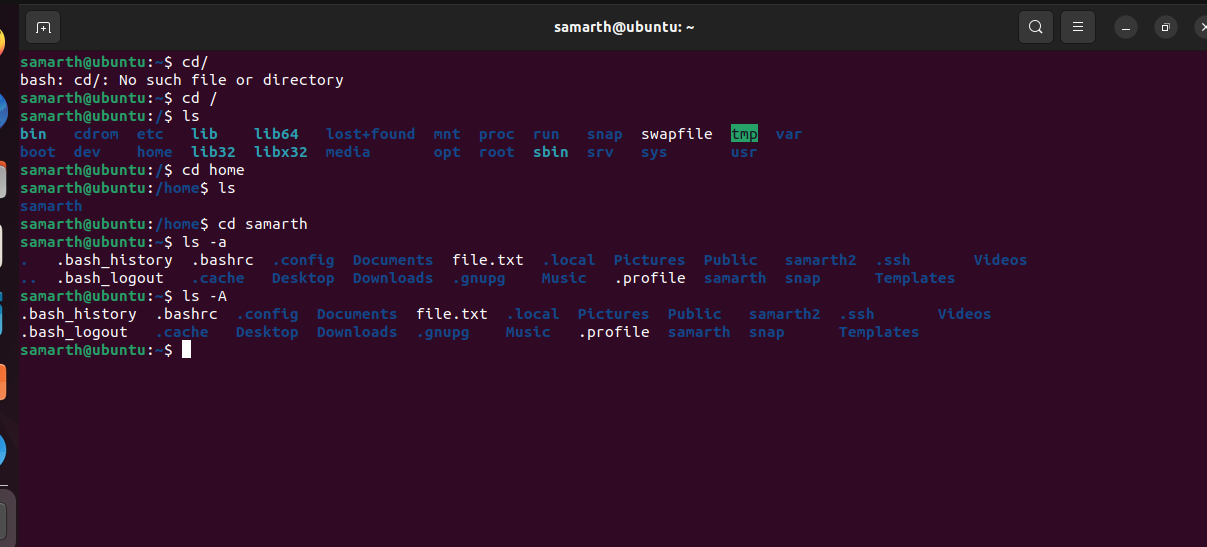 samarth@ubuntu: ~
samarth@ubuntu:~$ cd/
bash: cd/: No such file or directory
samarth@ubuntu:~$ cd /
samarth@ubuntu:/$ ls
bin cdrom etc lib lib64 lost+found mnt proc run snap swapfile tmp var
boot dev home lib32 libx32 media opt root sbin srv sys usr
samarth@ubuntu:/$ cd home
samarth@ubuntu:/home$ ls
samarth
samarth@ubuntu:/home$ cd samarth
samarth@ubuntu:~$ ls -a
. .bash_history .bashrc .config Documents file.txt .local Pictures Public samarth2 .ssh Videos
.. .bash_logout .cache Desktop Downloads .gnupg Music .profile samarth snap Templates
samarth@ubuntu:~$ ls -A
.bash_history .bashrc .config Documents file.txt .local Pictures Public samarth2 .ssh Videos
.bash_logout .cache Desktop Downloads .gnupg Music .profile samarth snap Templates
samarth@ubuntu:~$